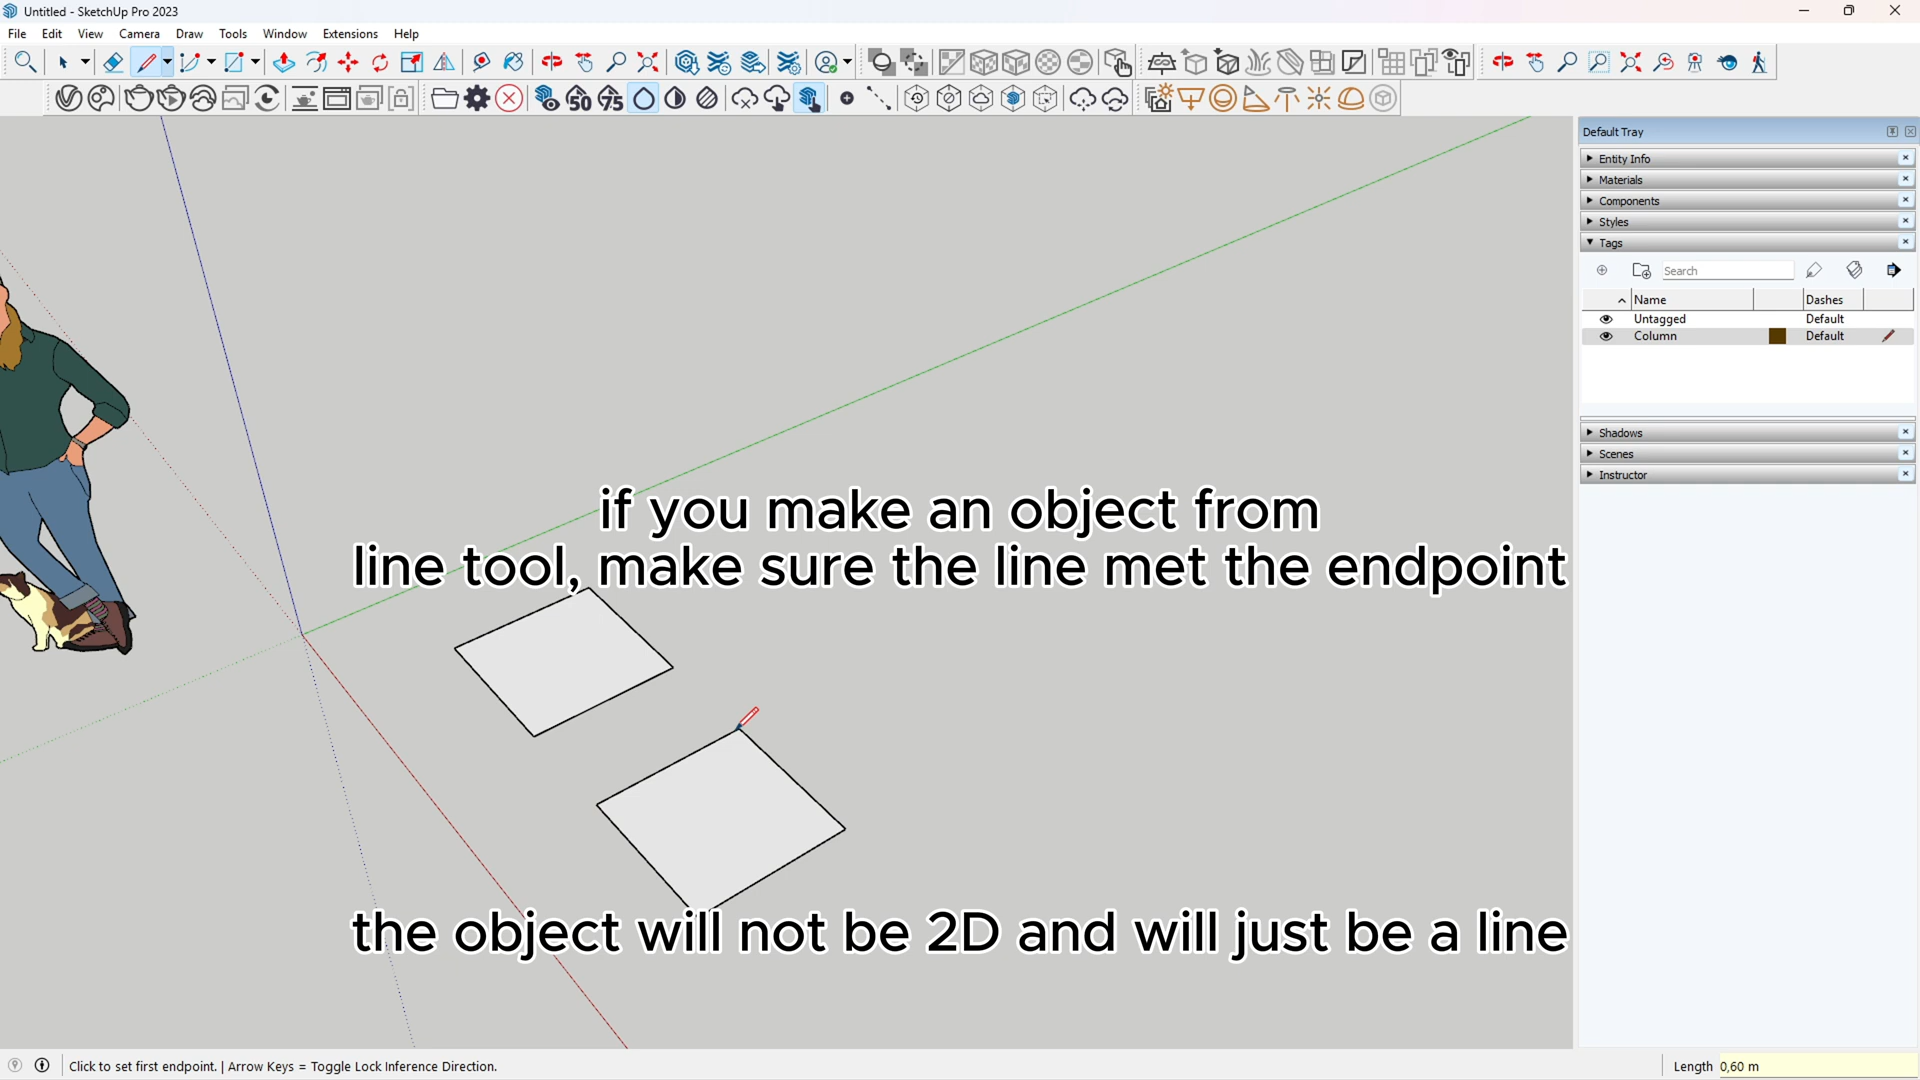 Untitled - SketchUp Pro 2023
File Edit View Camera Draw Tools Window Extensions Help
50 75
Default Tray
Entity Info
Materials
Components
Styles
Tags
Search
Name Dashes
Untagged Default
Column Default
Shadows
Scenes
Instructor
if you make an object from
line tool, make sure the line met the endpoint
the object will not be 2D and will just be a line
Click to set first endpoint. | Arrow Keys = Toggle Lock Inference Direction.
Length 0,60 m